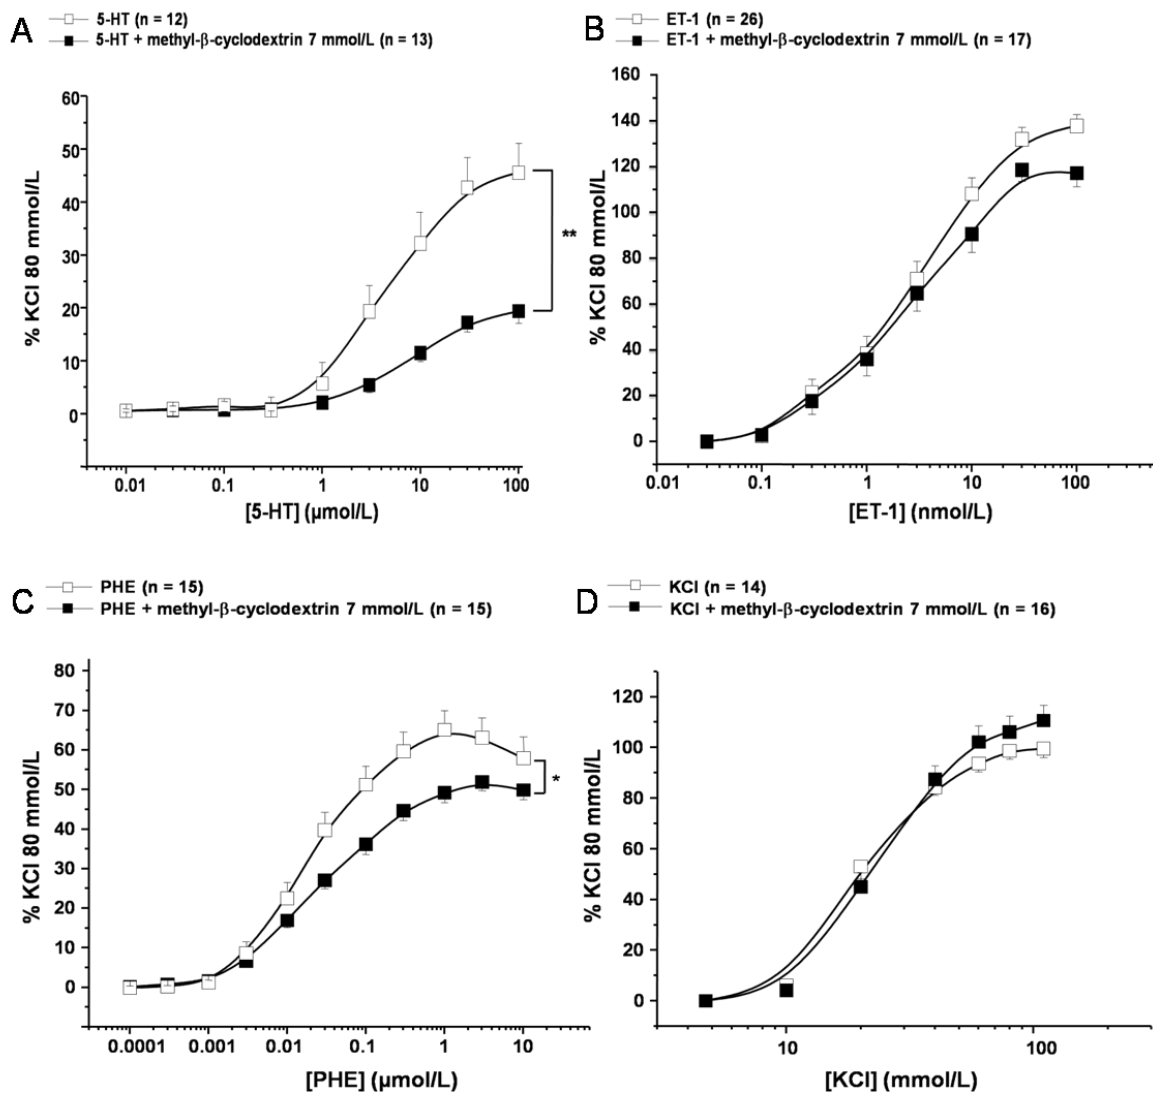 A
5-HT (n = 12)
5-HT + methyl-β-cyclodextrin 7 mmol/L (n = 13)
% KCl 80 mmol/L
60
50
40
30
20
10
0
**
0.01 0.1 1 10 100
[5-HT] (µmol/L)
B
ET-1 (n = 26)
ET-1 + methyl-β-cyclodextrin 7 mmol/L (n = 17)
% KCl 80 mmol/L
160
140
120
100
80
60
40
20
0
0.01 0.1 1 10 100
[ET-1] (nmol/L)
C
PHE (n = 15)
PHE + methyl-β-cyclodextrin 7 mmol/L (n = 15)
% KCl 80 mmol/L
80
70
60
50
40
30
20
10
0
*
0.0001 0.001 0.01 0.1 1 10
[PHE] (µmol/L)
D
KCl (n = 14)
KCl + methyl-β-cyclodextrin 7 mmol/L (n = 16)
% KCl 80 mmol/L
120
100
80
60
40
20
0
10 100
[KCl] (mmol/L)